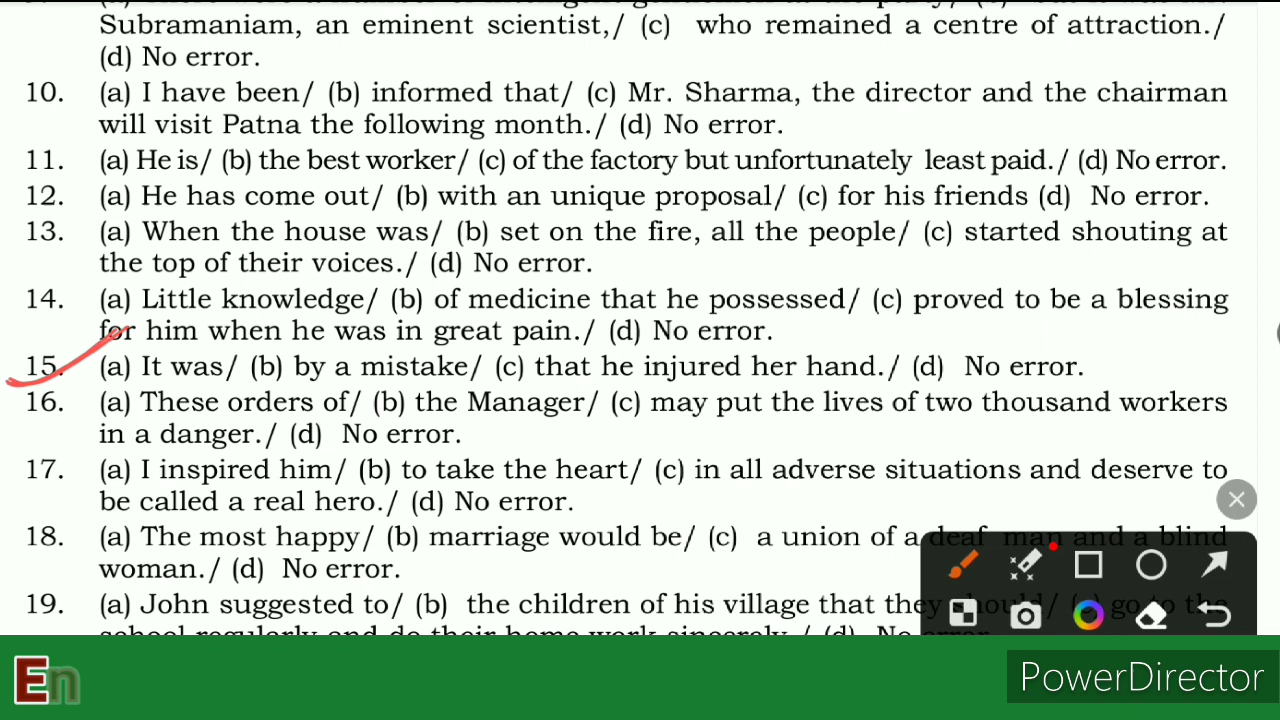 Subramaniam, an eminent scientist,/ (c) who remained a centre of attraction./
(d) No error.
10. (a) I have been/ (b) informed that/ (c) Mr. Sharma, the director and the chairman
will visit Patna the following month./ (d) No error.
11. (a) He is/ (b) the best worker/ (c) of the factory but unfortunately least paid./ (d) No error.
12. (a) He has come out/ (b) with an unique proposal/ (c) for his friends (d) No error.
13. (a) When the house was/ (b) set on the fire, all the people/ (c) started shouting at
the top of their voices./ (d) No error.
14. (a) Little knowledge/ (b) of medicine that he possessed/ (c) proved to be a blessing
for him when he was in great pain./ (d) No error.
15. (a) It was/ (b) by a mistake/ (c) that he injured her hand./ (d) No error.
16. (a) These orders of/ (b) the Manager/ (c) may put the lives of two thousand workers
in a danger./ (d) No error.
17. (a) I inspired him/ (b) to take the heart/ (c) in all adverse situations and deserve to
be called a real hero./ (d) No error.
18. (a) The most happy/ (b) marriage would be/ (c) a union of a deaf man and a blind
woman./ (d) No error.
19. (a) John suggested to/ (b) the children of his village that they should/ (c) go to the
En
PowerDirector